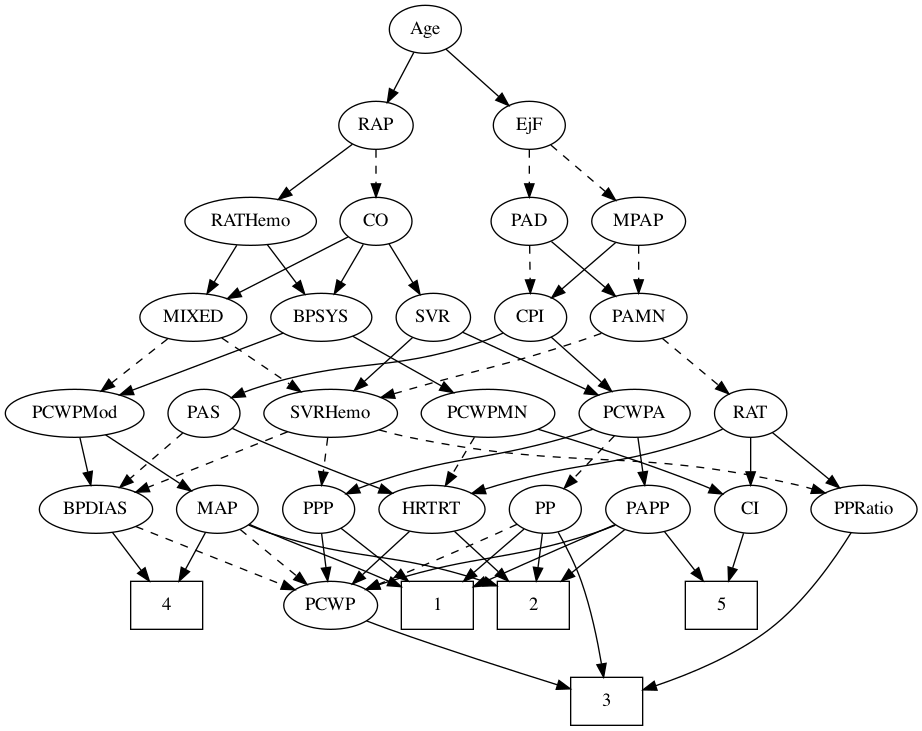 Age
RAP
EjF
RATHemo
CO
PAD
MPAP
MIXED
BPSYS
SVR
CPI
PAMN
PCWPMod
PAS
SVRHemo
PCWPMN
PCWPA
RAT
BPDIAS
MAP
PPP
HRTRT
PP
PAPP
CI
PPRatio
4
PCWP
1
2
5
3